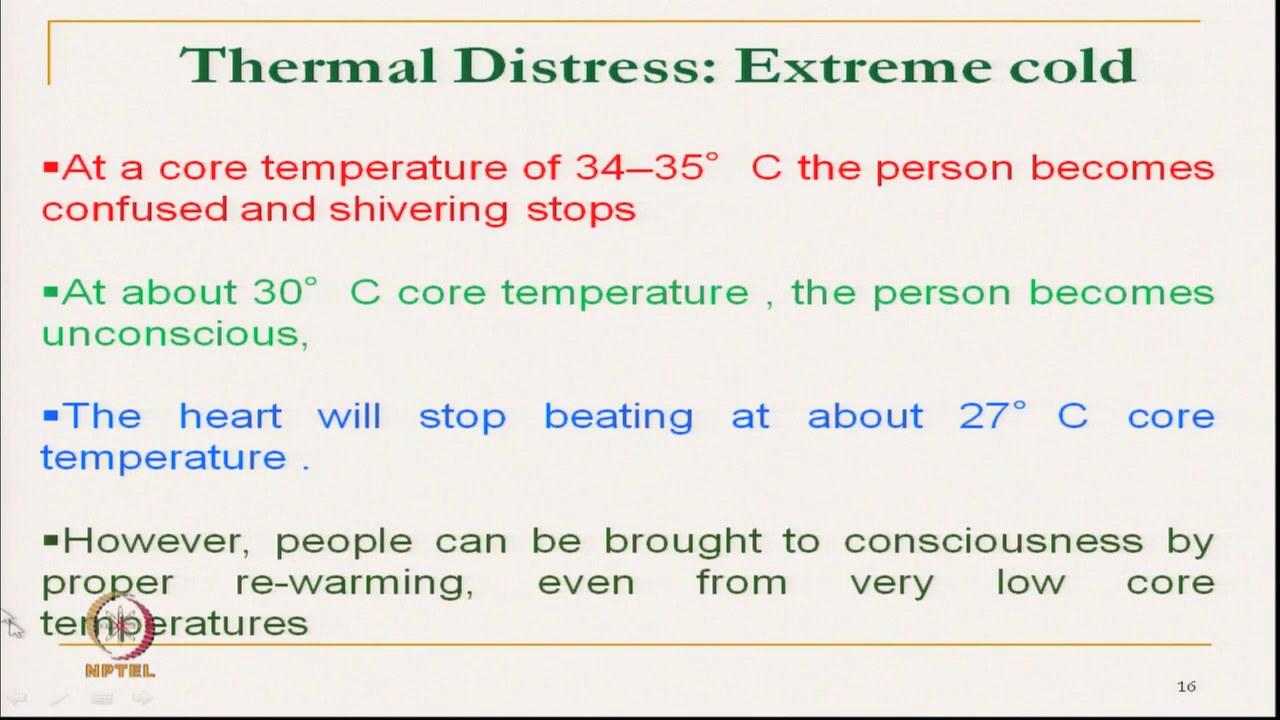 Thermal Distress: Extreme cold
▪At a core temperature of 34–35° C the person becomes
confused and shivering stops
▪At about 30° C core temperature , the person becomes
unconscious,
▪The heart will stop beating at about 27° C core
temperature .
▪However, people can be brought to consciousness by
proper re-warming, even from very low core
temperatures
NPTEL
16